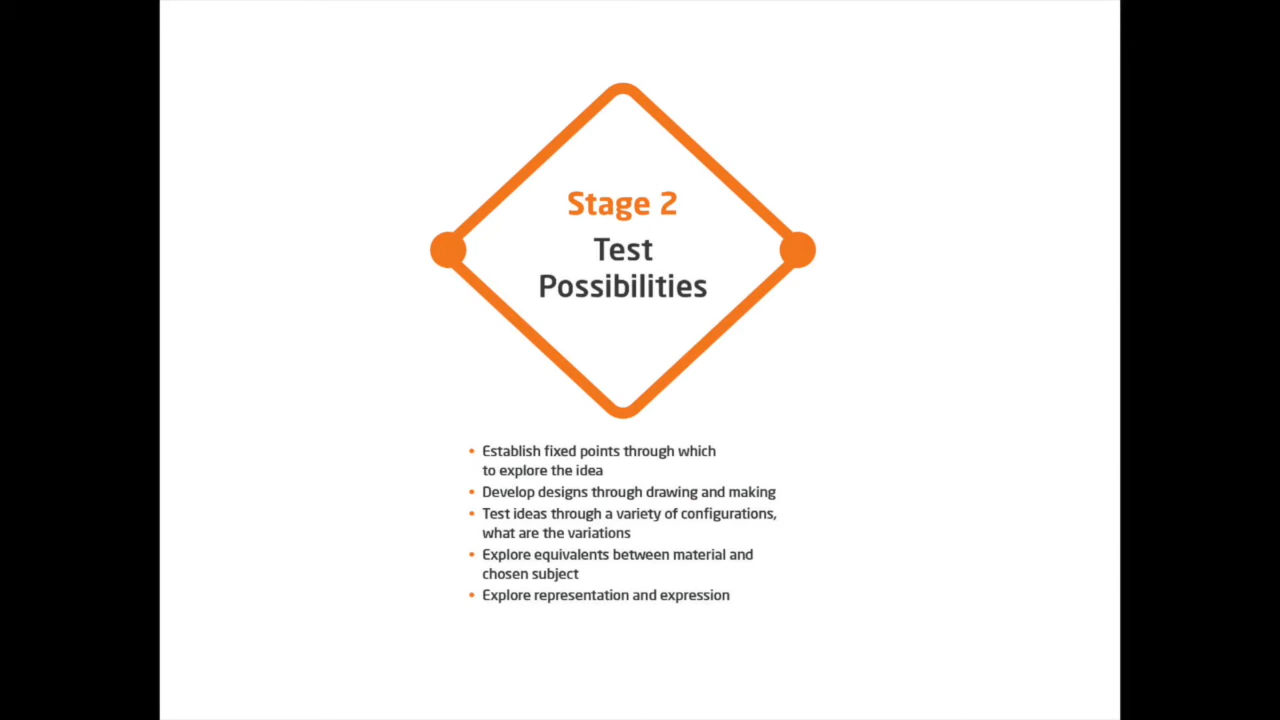 Stage 2
Test
Possibilities
• Establish fixed points through which
to explore the idea
• Develop designs through drawing and making
• Test ideas through a variety of configurations,
what are the variations
• Explore equivalents between material and
chosen subject
• Explore representation and expression